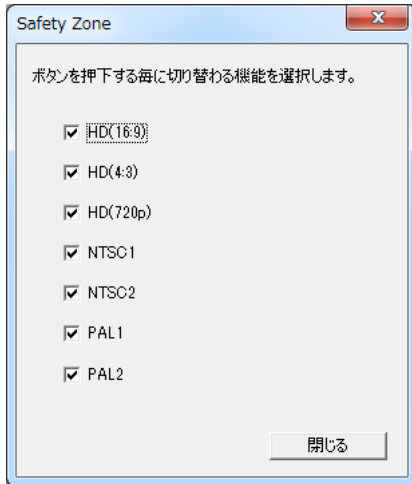 Safety Zone
ボタンを押下する毎に切り替わる機能を選択します。
HD(16:9)
HD(4:3)
HD(720p)
NTSC1
NTSC2
PAL1
PAL2
閉じる